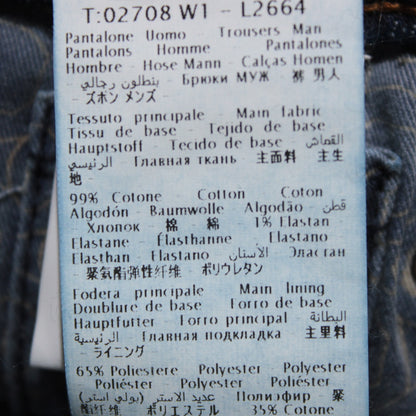 T:02708 W1 - L2664
Pantalone Uomo - Trousers Man
Pantalons Homme - Pantalones
Hombre - Hose Mann - Calças Homen
- بنطلون رجالي - Брюки МУЖ - 裤 男人
- ズボン メンズ
Tessuto principale - Main fabric
Tissu de base - Tejido de base -
Hauptstoff - Tecido de base - القماش
الرئيسي - Главная ткань - 主面料 - 主生
地
99% Cotone - Cotton - Coton -
Algodón - Baumwolle - Algodão - قطن
- Хлопок - 棉 - 綿 - 1% Elastan
Elastane - Elasthanne - Elastano -
Elasthan - Elastano - الأستان - Эластан
- 聚氨酯弹性纤维 - ポリウレタン
Fodera principale - Main lining -
Doublure de base - Forro de base -
Hauptfutter - Forro principal - البطانة
الرئيسية - Главная подкладка - 主里料
- ライニング
65% Poliestere - Polyester -
Polyester - Poliéster - Polyester -
Poliéster - عديد الاستر (بولي استر) - Полиэфир - 聚
酯纤维 - ポリエステル - 35% Cotone